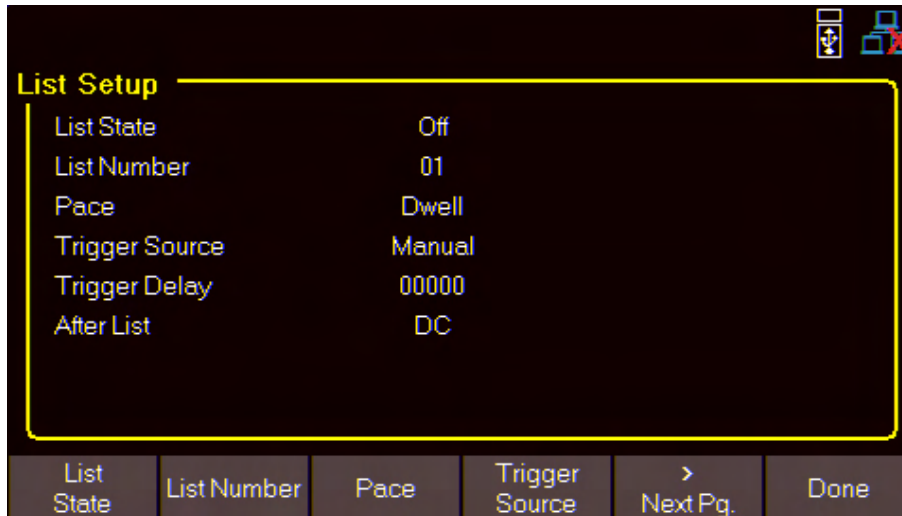 List Setup
List State Off
List Number 01
Pace Dwell
Trigger Source Manual
Trigger Delay 00000
After List DC
List State
List Number
Pace
Trigger Source
>
Next Pg.
Done